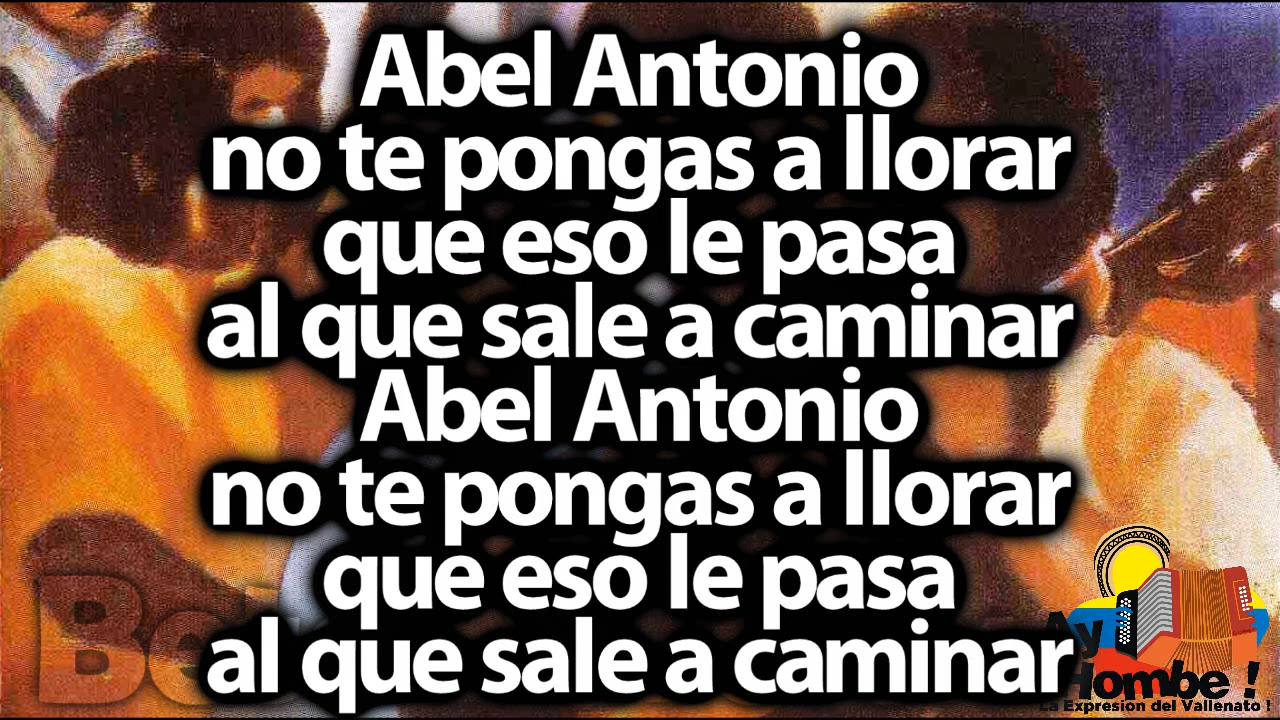 Abel Antonio
no te pongas a llorar
que eso le pasa
al que sale a caminar
Abel Antonio
no te pongas a llorar
que eso le pasa
al que sale a caminar
Ay
Hombe !
La Expresion del Vallenato !